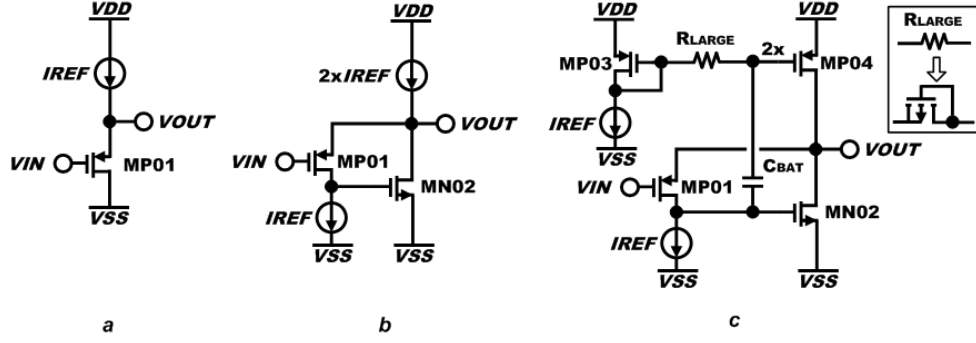 VDD
IREF
VOUT
VIN
MP01
VSS
a
VDD
2xIREF
VOUT
VIN
MP01
MN02
IREF
VSS
VSS
b
VDD
VDD
RLARGE
2x
MP03
MP04
IREF
VSS
VOUT
CBAT
VIN
MP01
MN02
IREF
VSS
VSS
c
RLARGE